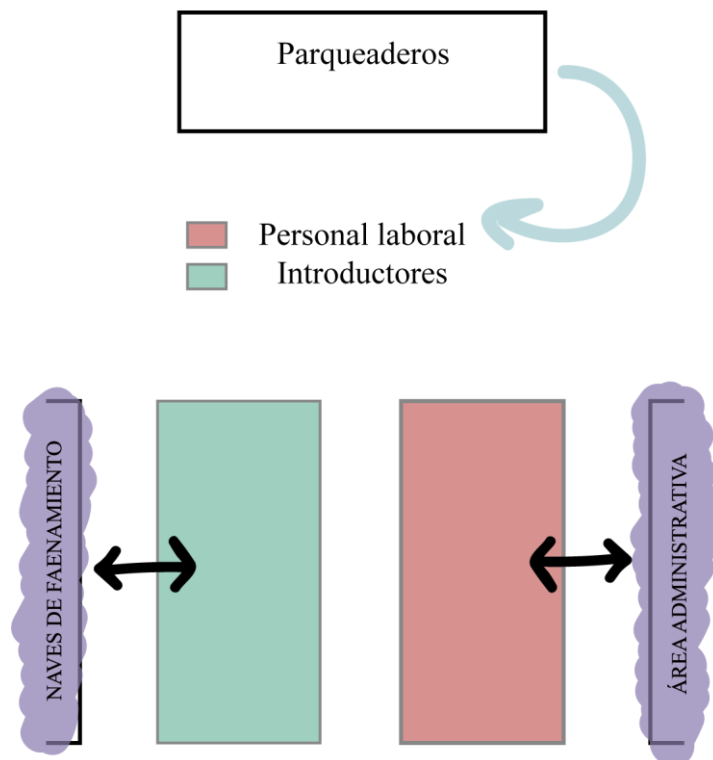 Parqueaderos
Personal laboral
Introductores
NAVES DE FAENAMIENTO
ÁREA ADMINISTRATIVA